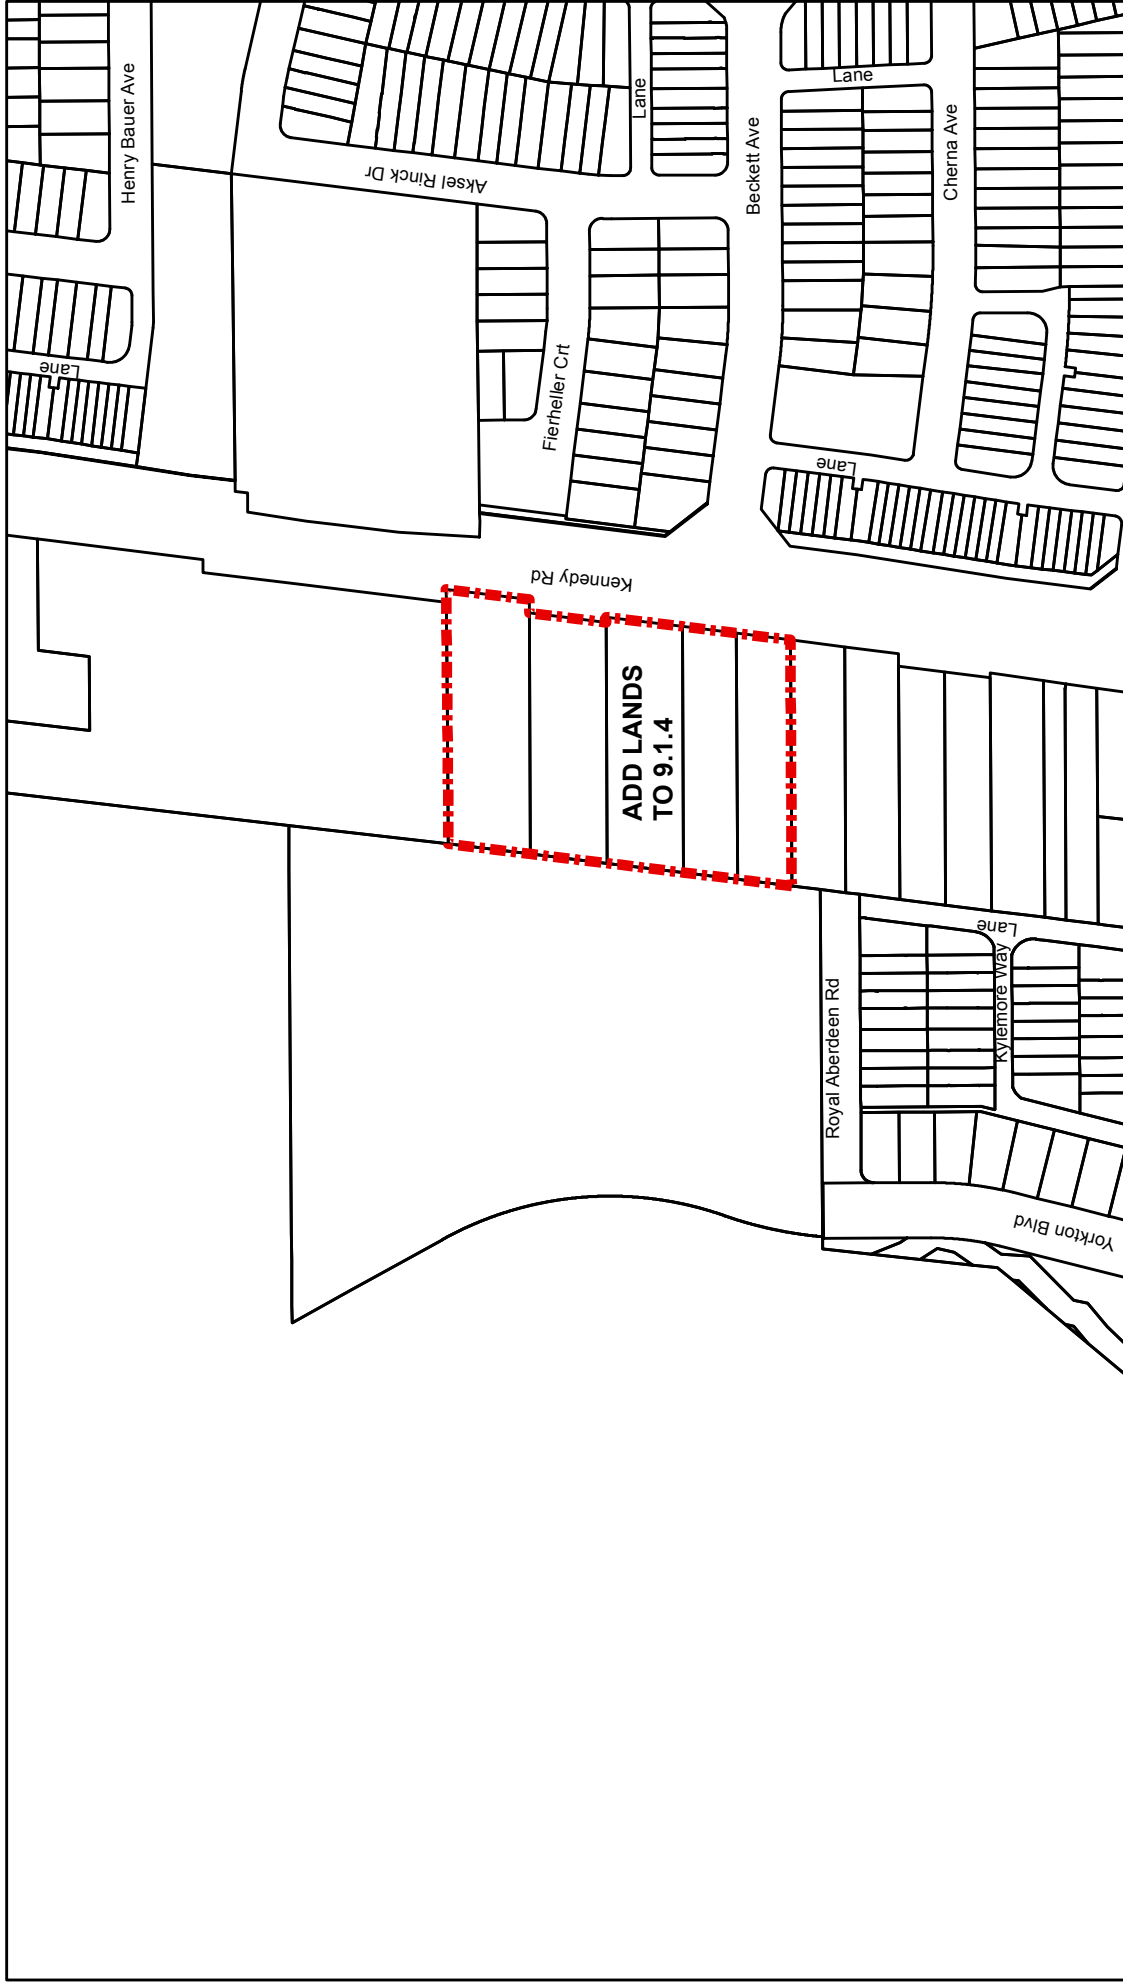 Henry Bauer Ave
Lane
Aksel Rinck Dr
Lane
Lane
Beckett Ave
Cherna Ave
Fierheller Crt
Lane
Kennedy Rd
ADD LANDS
TO 9.1.4
Lane
Kylemore Way
Royal Aberdeen Rd
Yorkton Blvd